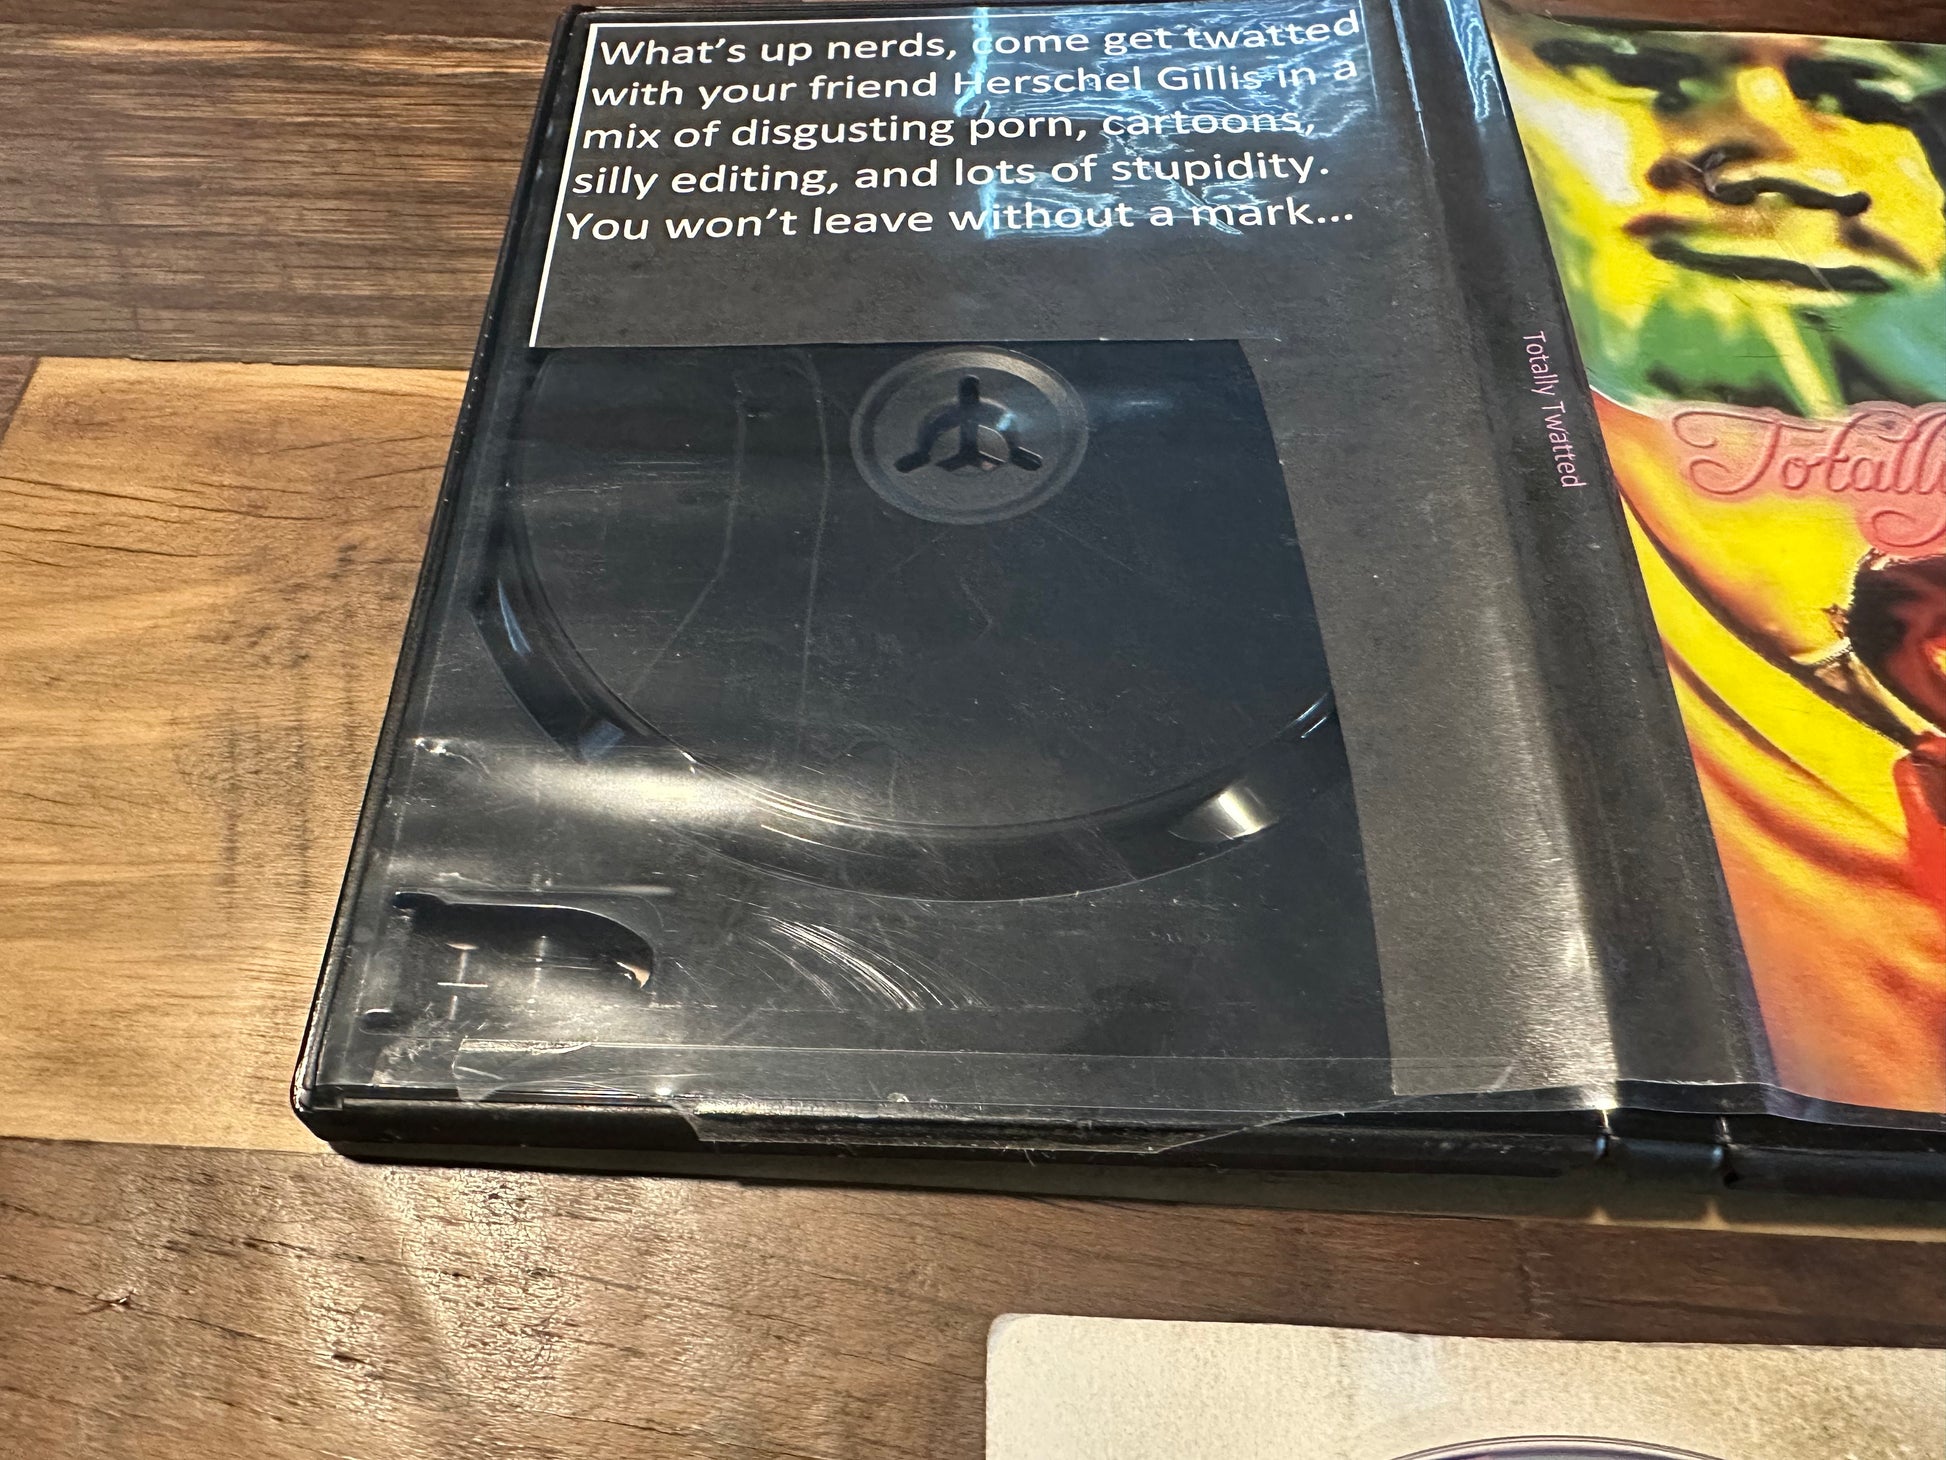 What's up nerds, come get twatted
with your friend Herschel Gillis in a
mix of disgusting porn, cartoons,
silly editing, and lots of stupidity.
You won't leave without a mark...
Totally Twatted
Totally